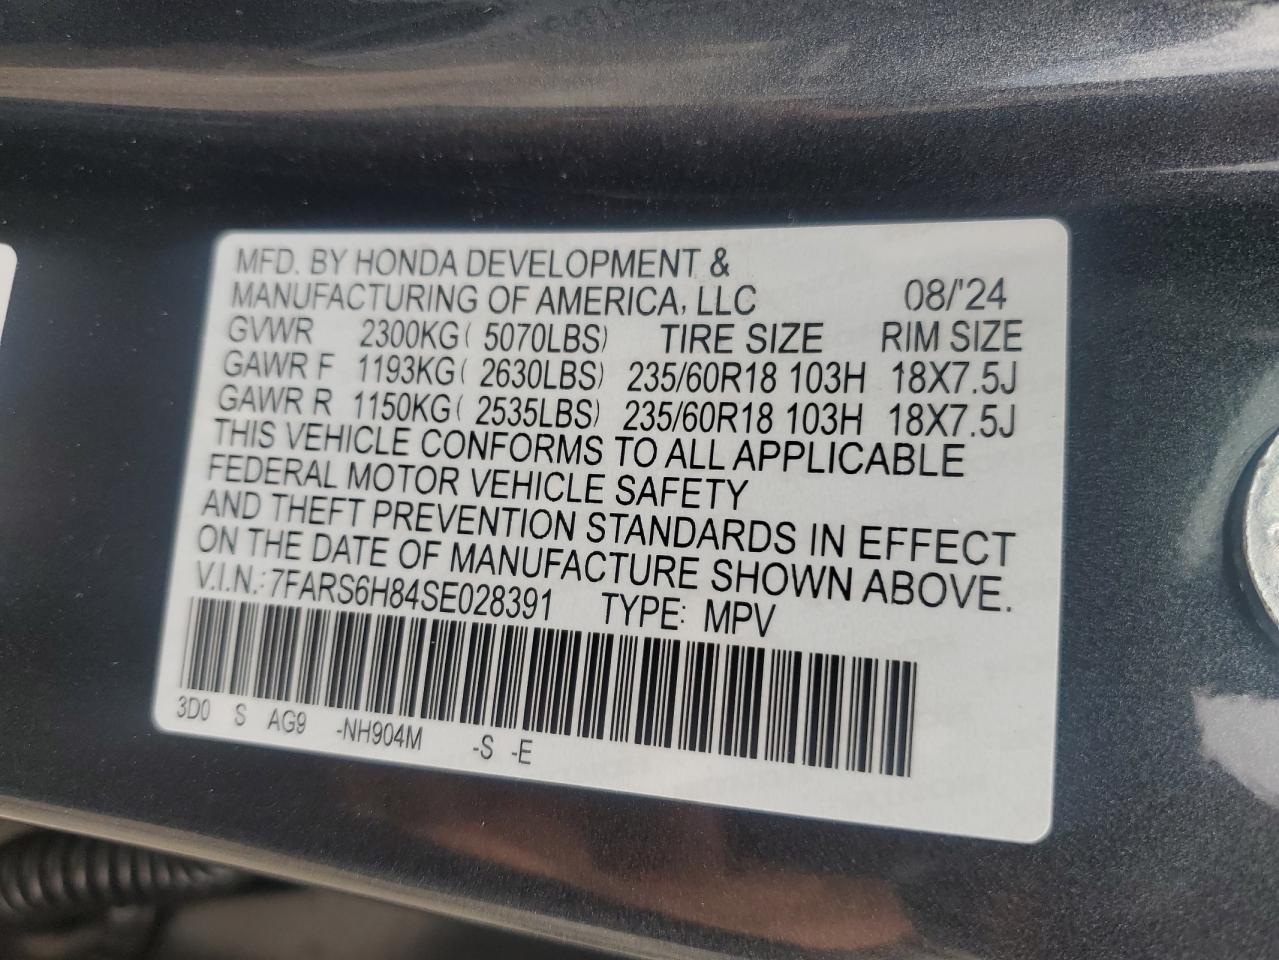 MFD. BY HONDA DEVELOPMENT &
MANUFACTURING OF AMERICA, LLC 08/'24
GVWR 2300KG( 5070LBS) TIRE SIZE RIM SIZE
GAWR F 1193KG( 2630LBS) 235/60R18 103H 18X7.5J
GAWR R 1150KG( 2535LBS) 235/60R18 103H 18X7.5J
THIS VEHICLE CONFORMS TO ALL APPLICABLE
FEDERAL MOTOR VEHICLE SAFETY
AND THEFT PREVENTION STANDARDS IN EFFECT
ON THE DATE OF MANUFACTURE SHOWN ABOVE.
V.I.N.: 7FARS6H84SE028391 TYPE: MPV
3D0 S AG9 -NH904M -S -E